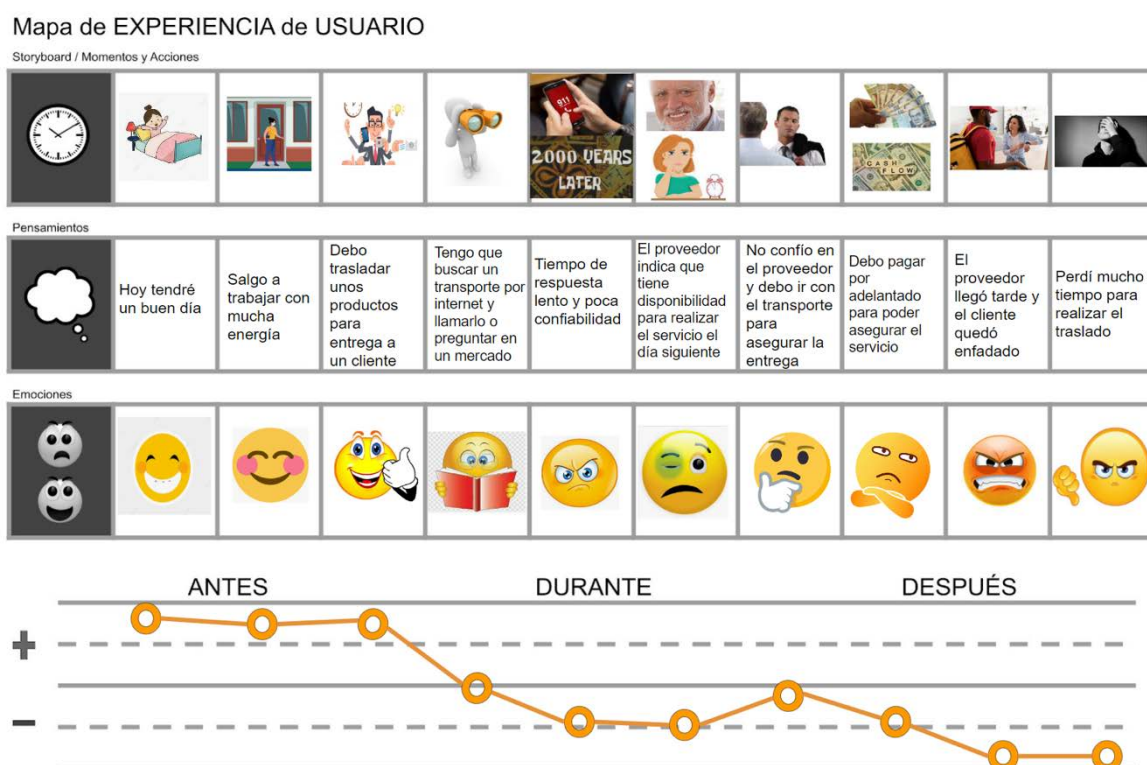 Mapa de EXPERIENCIA de USUARIO
Storyboard / Momentos y Acciones
911
2000 YEARS
LATER
CASH
FLOW
Pensamientos
Hoy tendré
un buen día
Salgo a
trabajar con
mucha
energía
Debo
trasladar
unos
productos
para
entrega a
un cliente
Tengo que
buscar un
transporte por
internet y
llamarlo o
preguntar en
un mercado
Tiempo de
respuesta
lento y poca
confiabilidad
El proveedor
indica que
tiene
disponibilidad
para realizar
el servicio el
día siguiente
No confío en
el proveedor
y debo ir con
el transporte
para
asegurar la
entrega
Debo pagar
por
adelantado
para poder
asegurar el
servicio
El
proveedor
llegó tarde y
el cliente
quedó
enfadado
Perdí mucho
tiempo para
realizar el
traslado
Emociones
ANTES
DURANTE
DESPUÉS
+
-